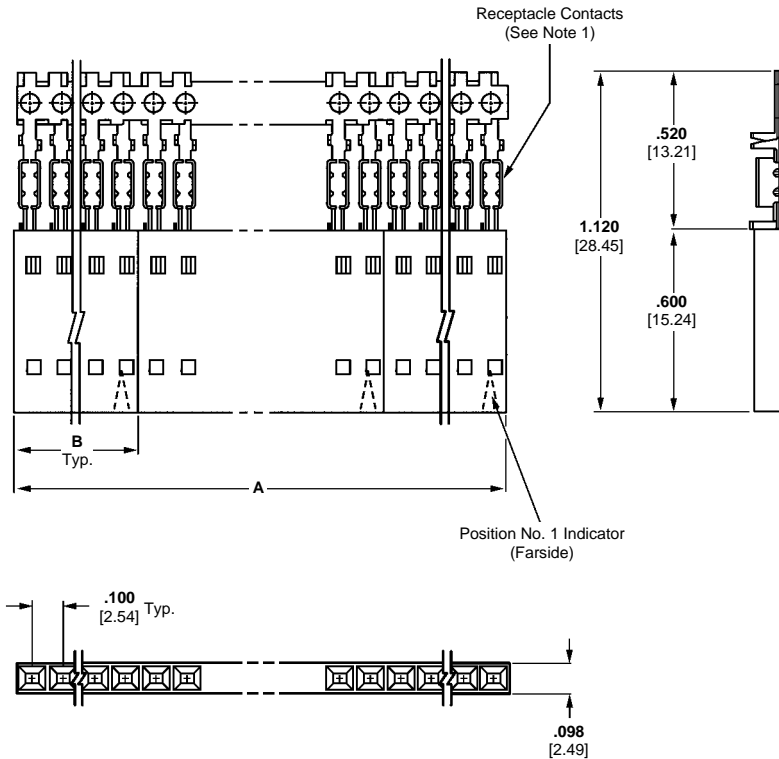 Receptacle Contacts
(See Note 1)
.520
[13.21]
1.120
[28.45]
.600
[15.24]
B
Typ.
A
Position No. 1 Indicator
(Farside)
.100
[2.54] Typ.
.098
[2.49]